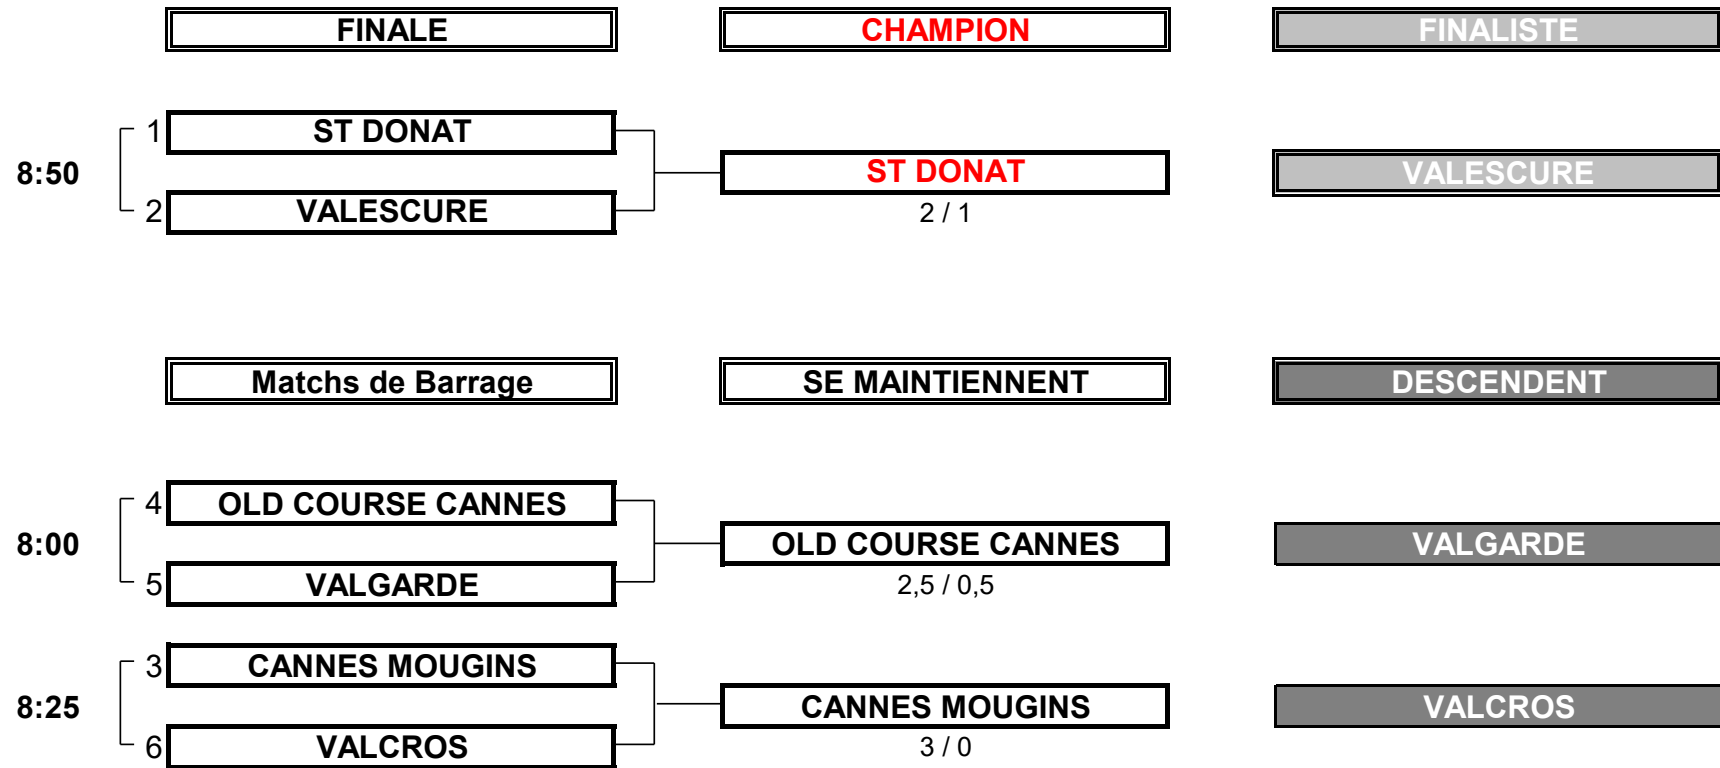 FINALE CHAMPION FINALISTE
1 ST DONAT
8:50 ST DONAT VALESCURE
2 VALESCURE 2 / 1
Matchs de Barrage SE MAINTIENNENT DESCENDENT
4 OLD COURSE CANNES
8:00 OLD COURSE CANNES VALGARDE
5 VALGARDE 2,5 / 0,5
3 CANNES MOUGINS
8:25 CANNES MOUGINS VALCROS
6 VALCROS 3 / 0